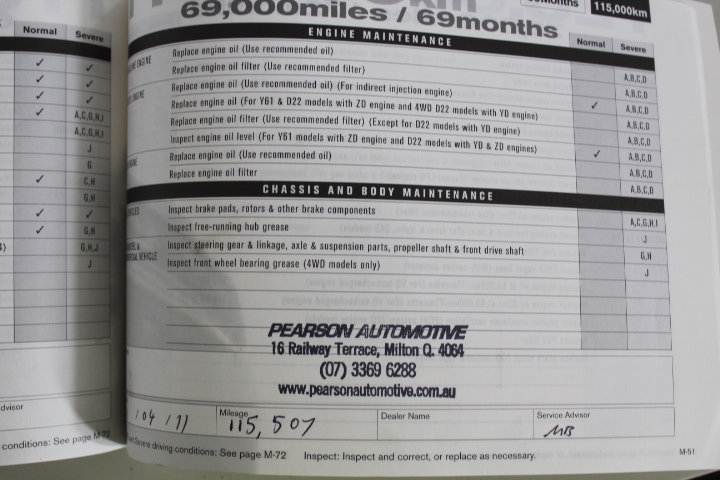 Normal Severe
✓ ✓
✓ ✓
✓ ✓
✓ A,C,G,H,I
A,C,G,H,I
J
G
✓ C,H
G,H
✓ ✓
✓ G,H
G,H,J
J
conditions: See page M-72
69,000miles / 69months
115,000km
ENGINE MAINTENANCE Normal Severe
Replace engine oil (Use recommended oil) A,B,C,D
Replace engine oil filter (Use recommended filter) A,B,C,D
Replace engine oil (Use recommended oil) (For indirect injection engine) A,B,C,D
Replace engine oil (For Y61 & D22 models with ZD engine and 4WD D22 models with YD engine) ✓ A,B,C,D
Replace engine oil filter (Use recommended filter) (Except for D22 models with YD engine) A,B,C,D
Inspect engine oil level (For Y61 models with ZD engine and D22 models with YD & ZD engines) ✓ A,B,C,D
Replace engine oil (Use recommended oil) A,B,C,D
Replace engine oil filter A,B,C,D
CHASSIS AND BODY MAINTENANCE
Inspect brake pads, rotors & other brake components A,C,G,H,I
Inspect free-running hub grease J
Inspect steering gear & linkage, axle & suspension parts, propeller shaft & front drive shaft G,H
Inspect front wheel bearing grease (4WD models only) J
PEARSON AUTOMOTIVE
16 Railway Terrace, Milton Q. 4064
(07) 3369 6288
www.pearsonautomotive.com.au
Mileage Dealer Name Service Advisor
/ 04 / 11 115,507 MB
Severe driving conditions: See page M-72 Inspect: Inspect and correct, or replace as necessary. M-51